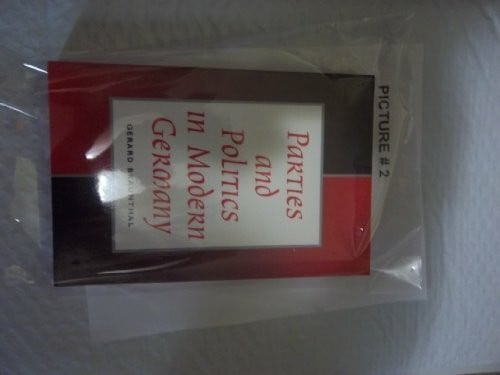 Parties
and
Politics
in Modern
Germany
GERARD BRAUNTHAL
PICTURE # 2